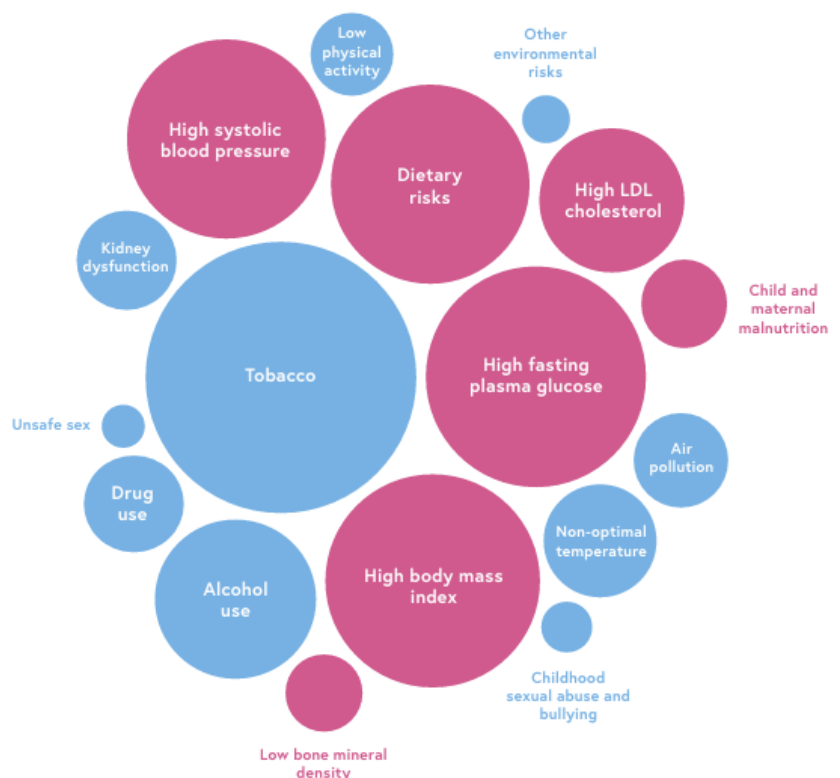 Low
physical
activity
Other
environmental
risks
High systolic
blood pressure
Dietary
risks
High LDL
cholesterol
Kidney
dysfunction
Child and
maternal
malnutrition
Tobacco
High fasting
plasma glucose
Unsafe sex
Air
pollution
Drug
use
Non-optimal
temperature
Alcohol
use
High body mass
index
Childhood
sexual abuse and
bullying
Low bone mineral
density